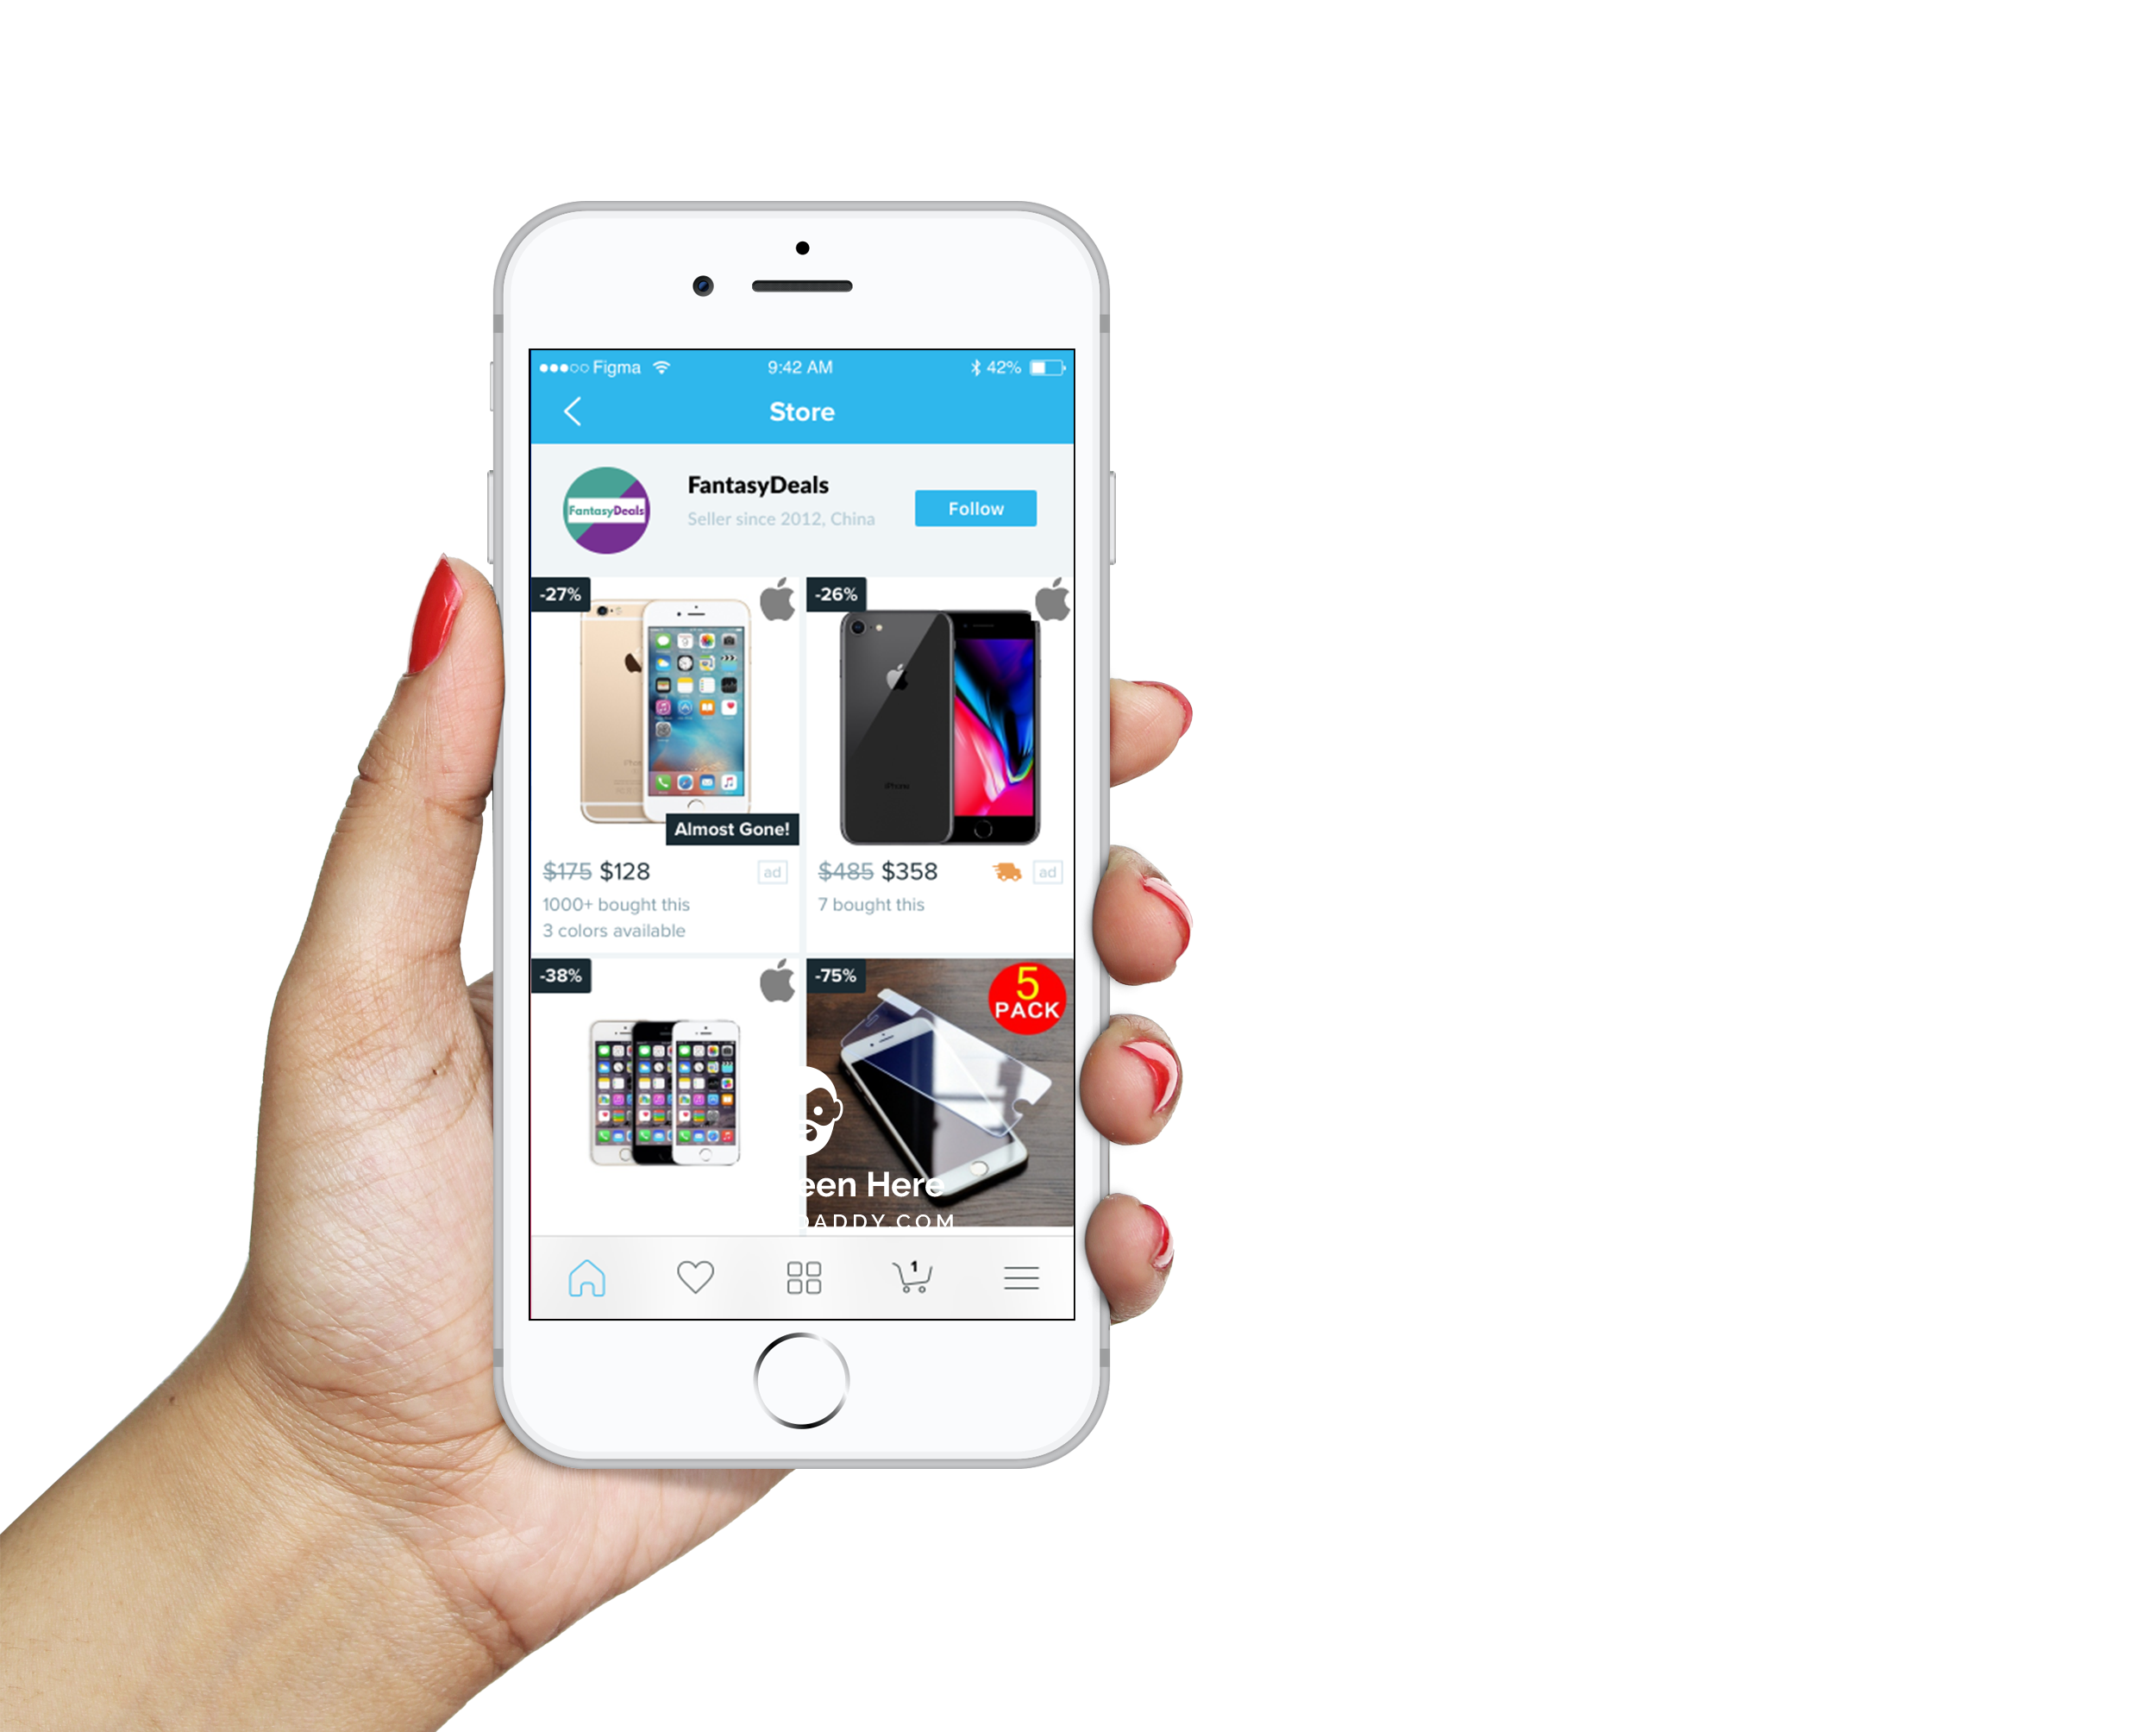 Figma 9:42 AM 42%
Store
FantasyDeals
FantasyDeals
Seller since 2012, China
Follow
-27%
-26%
iPhone
Almost Gone!
$175 $128 ad
$485 $358 ad
1000+ bought this
7 bought this
3 colors available
-38%
-75%
5
PACK
een Here
DADDY.COM
1